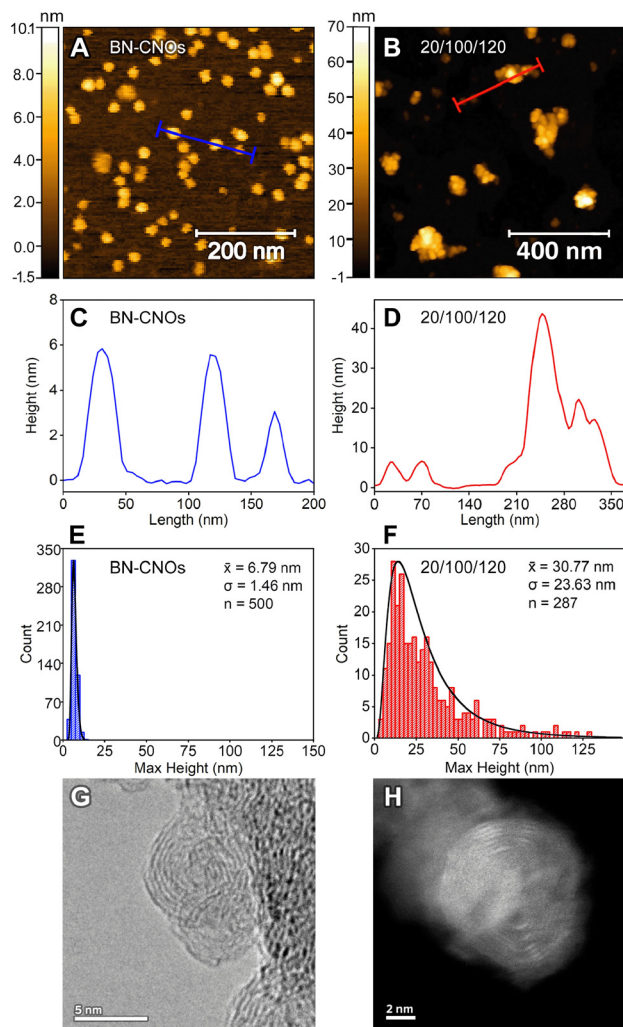 nm
10.1
8.0
6.0
4.0
2.0
0.0
-1.5
A
BN-CNOs
200 nm
nm
70
60
50
40
30
20
10
-1
B
20/100/120
400 nm
C
BN-CNOs
8
6
4
2
0
Height (nm)
0
50
100
150
200
Length (nm)
D
20/100/120
40
30
20
10
0
Height (nm)
0
70
140
210
280
350
Length (nm)
E
BN-CNOs
x̄ = 6.79 nm
σ = 1.46 nm
n = 500
350
280
210
140
70
0
Count
0
25
50
75
100
125
150
Max Height (nm)
F
20/100/120
x̄ = 30.77 nm
σ = 23.63 nm
n = 287
30
25
20
15
10
5
0
Count
0
25
50
75
100
125
Max Height (nm)
G
5 nm
H
2 nm